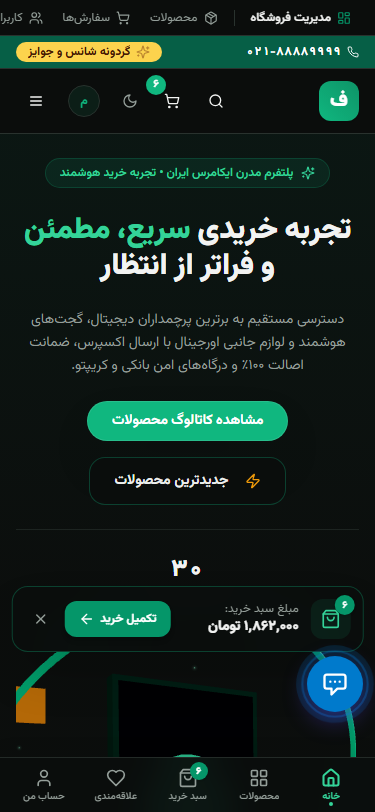 مدیریت فروشگاه
محصولات
سفارش‌ها
۰۲۱-۸۸۸۸۹۹۹۹
گردونه شانس و جوایز
ف
۶
م
پلتفرم مدرن ایکامرس ایران • تجربه خرید هوشمند
تجربه خریدی سریع، مطمئن
و فراتر از انتظار
دسترسی مستقیم به برترین پرچمداران دیجیتال، گجت‌های
هوشمند و لوازم جانبی اورجینال با ارسال اکسپرس، ضمانت
اصالت ۱۰۰٪ و درگاه‌های امن بانکی و کریپتو.
مشاهده کاتالوگ محصولات
جدیدترین محصولات
۳۰
۶
مبلغ سبد خرید:
۱,۸۶۲,۰۰۰ تومان
تکمیل خرید
خانه
محصولات
۶
سبد خرید
علاقه‌مندی
حساب من